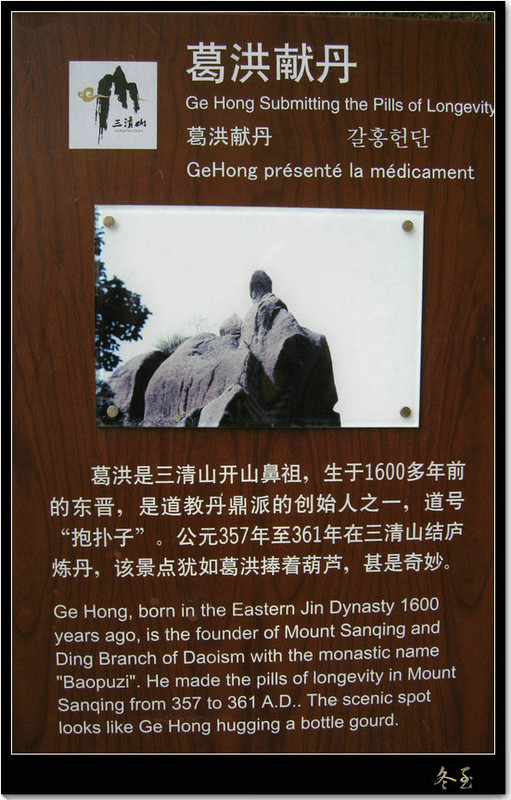 葛洪献丹
Ge Hong Submitting the Pills of Longevity
葛洪献丹 갈홍헌단
GeHong présenté la médicament
三清山
葛洪是三清山开山鼻祖，生于1600多年前
的东晋，是道教丹鼎派的创始人之一，道号
“抱扑子”。公元357年至361年在三清山结庐
炼丹，该景点犹如葛洪捧着葫芦，甚是奇妙。
Ge Hong, born in the Eastern Jin Dynasty 1600
years ago, is the founder of Mount Sanqing and
Ding Branch of Daoism with the monastic name
"Baopuzi". He made the pills of longevity in Mount
Sanqing from 357 to 361 A.D.. The scenic spot
looks like Ge Hong hugging a bottle gourd.
冬至